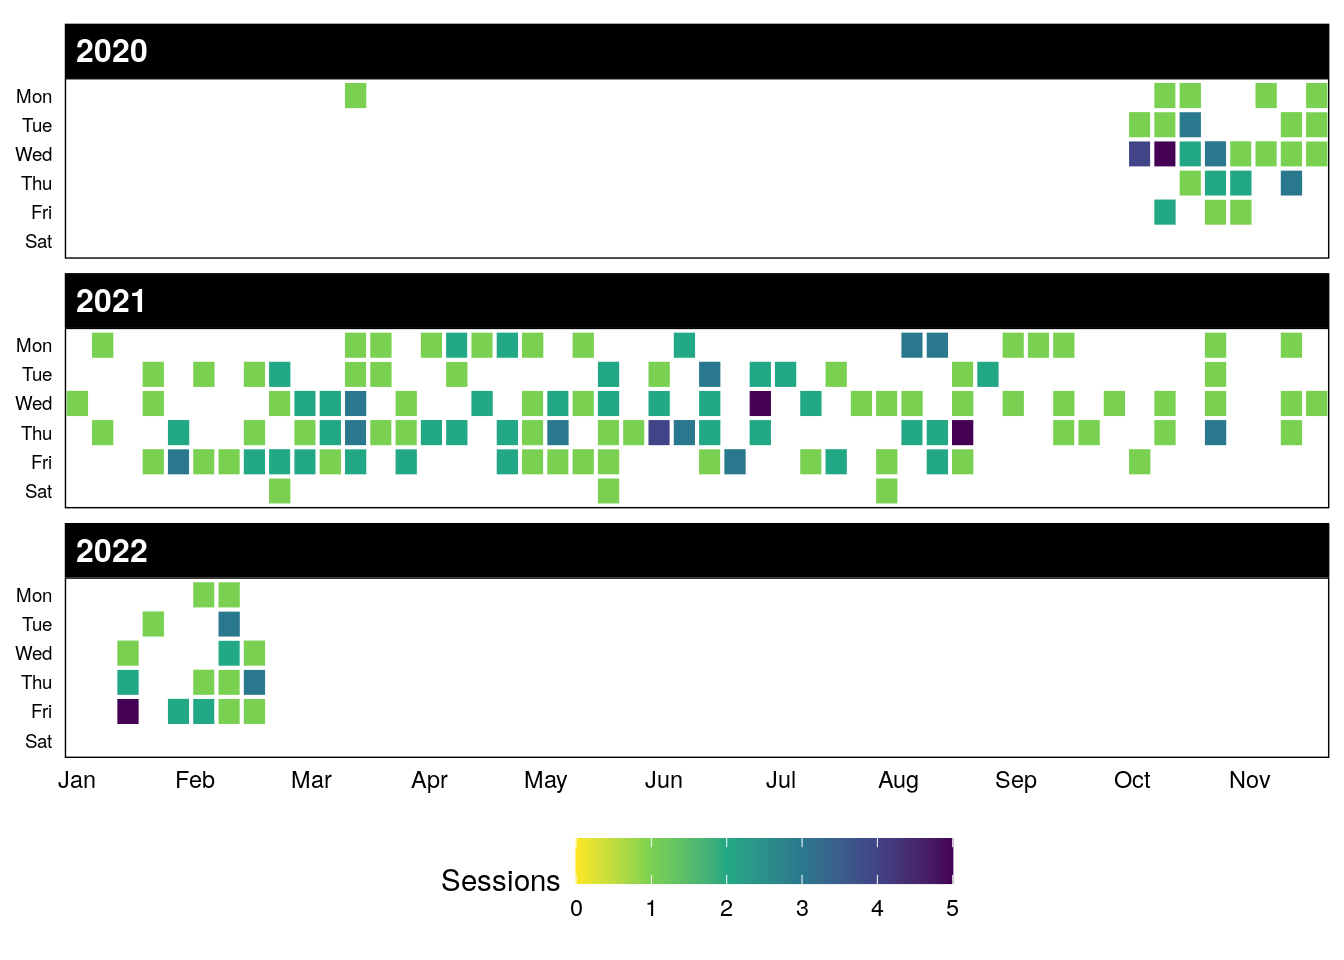 2020
Mon
Tue
Wed
Thu
Fri
Sat
2021
Mon
Tue
Wed
Thu
Fri
Sat
2022
Mon
Tue
Wed
Thu
Fri
Sat
Jan Feb Mar Apr May Jun Jul Aug Sep Oct Nov
Sessions
0 1 2 3 4 5